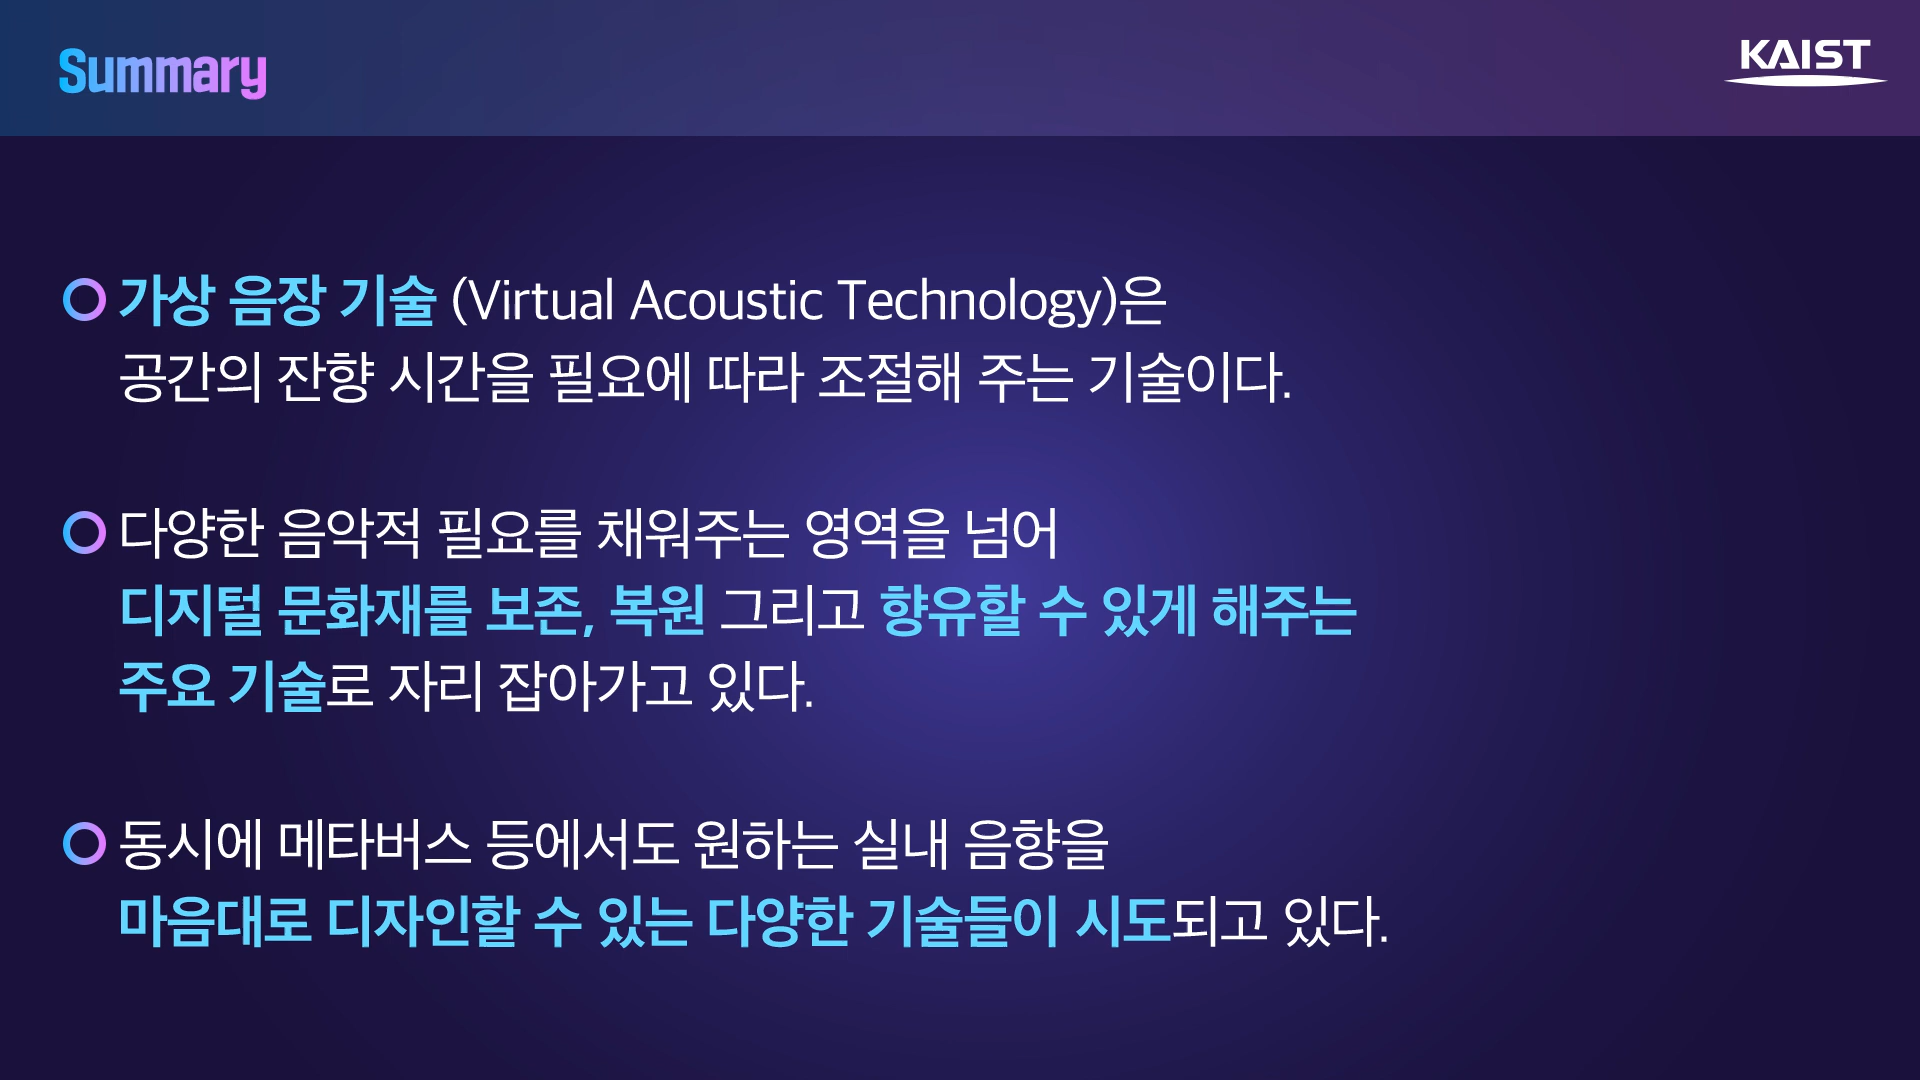 Summary
KAIST
가상 음장 기술 (Virtual Acoustic Technology)은
공간의 잔향 시간을 필요에 따라 조절해 주는 기술이다.
다양한 음악적 필요를 채워주는 영역을 넘어
디지털 문화재를 보존, 복원 그리고 향유할 수 있게 해주는
주요 기술로 자리 잡아가고 있다.
동시에 메타버스 등에서도 원하는 실내 음향을
마음대로 디자인할 수 있는 다양한 기술들이 시도되고 있다.